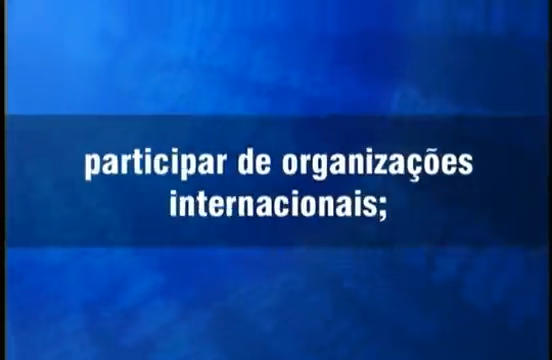 participar de organizações
internacionais;